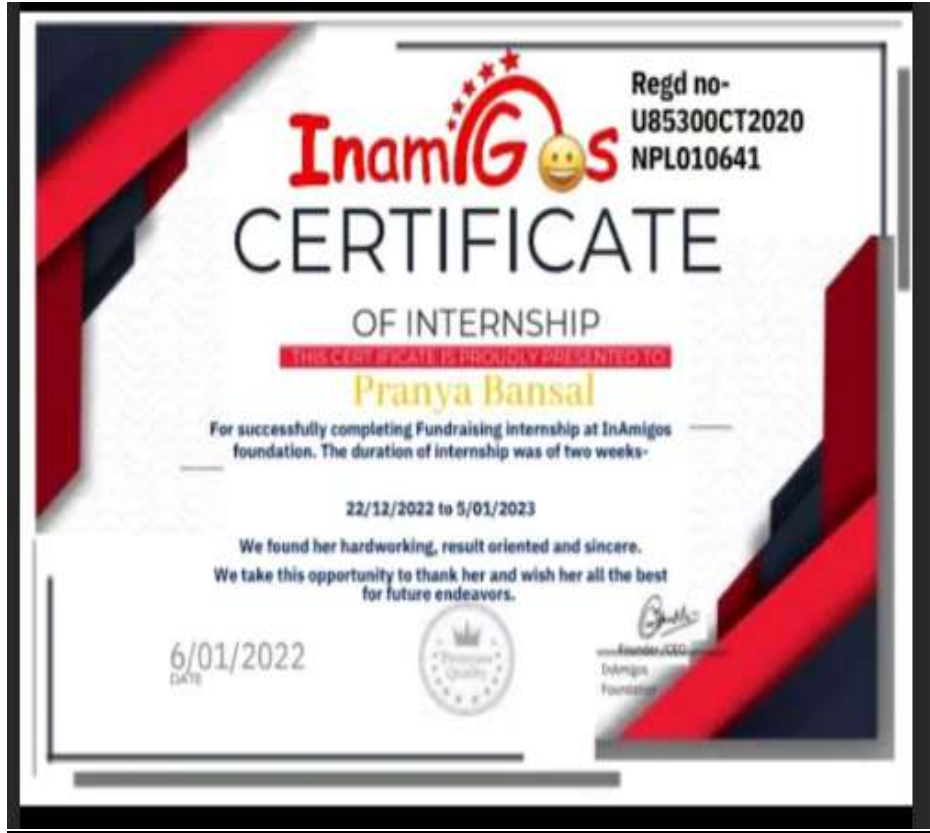 InamiGos
Regd no-
U85300CT2020
NPL010641
CERTIFICATE
OF INTERNSHIP
THIS CERTIFICATE IS PROUDLY PRESENTED TO
Pranya Bansal
For successfully completing Fundraising internship at InAmigos
foundation. The duration of internship was of two weeks-
22/12/2022 to 5/01/2023
We found her hardworking, result oriented and sincere.
We take this opportunity to thank her and wish her all the best
for future endeavors.
6/01/2022
DATE
Premium
Quality
Founder/CEO
InAmigos
Foundation